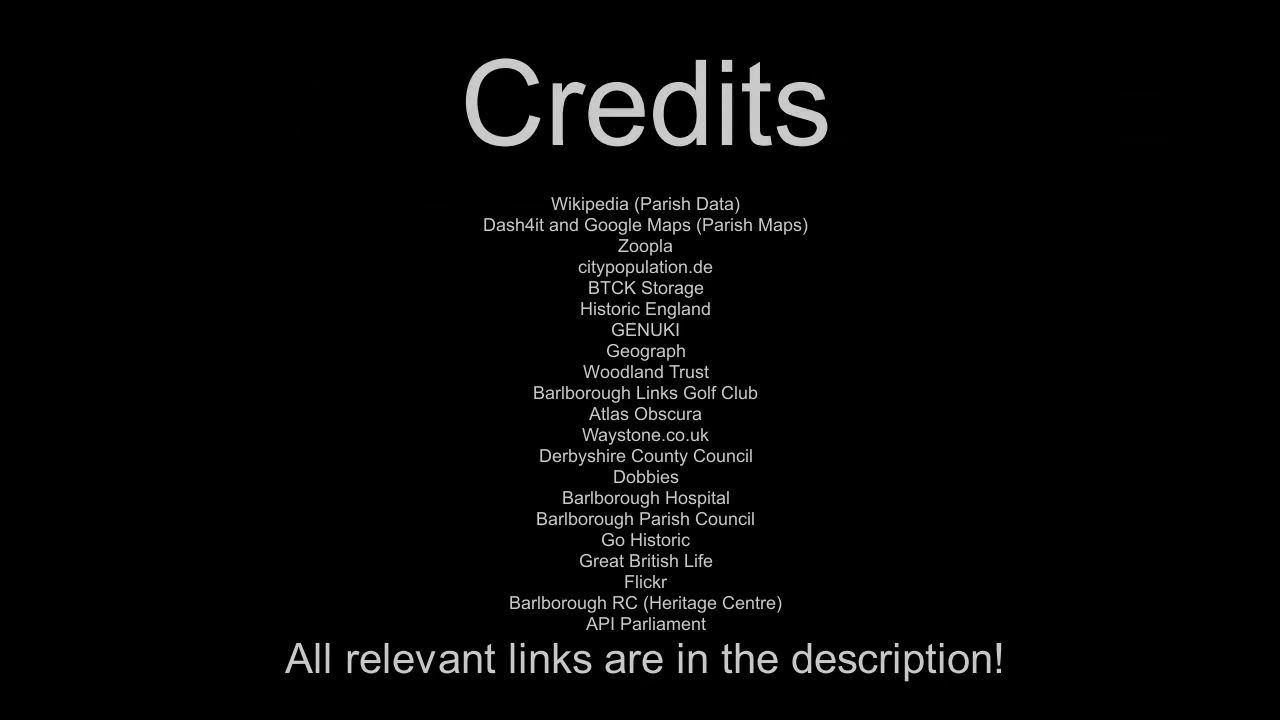 Credits
Wikipedia (Parish Data)
Dash4it and Google Maps (Parish Maps)
Zoopla
citypopulation.de
BTCK Storage
Historic England
GENUKI
Geograph
Woodland Trust
Barlborough Links Golf Club
Atlas Obscura
Waystone.co.uk
Derbyshire County Council
Dobbies
Barlborough Hospital
Barlborough Parish Council
Go Historic
Great British Life
Flickr
Barlborough RC (Heritage Centre)
API Parliament
All relevant links are in the description!